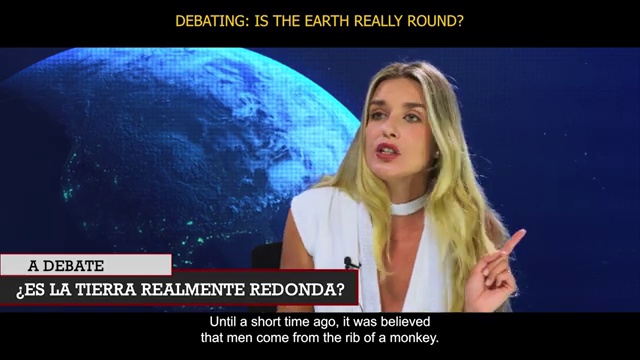 DEBATING: IS THE EARTH REALLY ROUND?
A DEBATE
¿ES LA TIERRA REALMENTE REDONDA?
Until a short time ago, it was believed
that men come from the rib of a monkey.